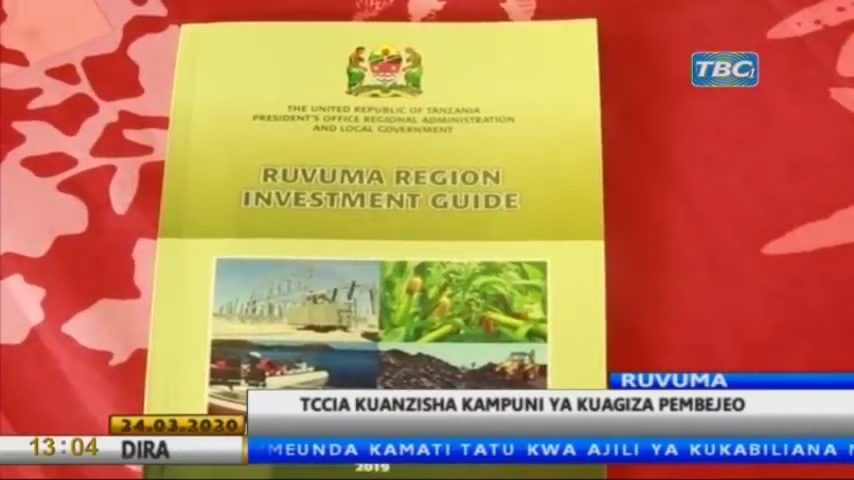 TBC1
THE UNITED REPUBLIC OF TANZANIA
PRESIDENT'S OFFICE REGIONAL ADMINISTRATION
AND LOCAL GOVERNMENT
RUVUMA REGION
INVESTMENT GUIDE
RUVUMA
TCCIA KUANZISHA KAMPUNI YA KUAGIZA PEMBEJEO
24.03.2020
13:04 DIRA
MEUNDA KAMATI TATU KWA AJILI YA KUKABILIANA
2019